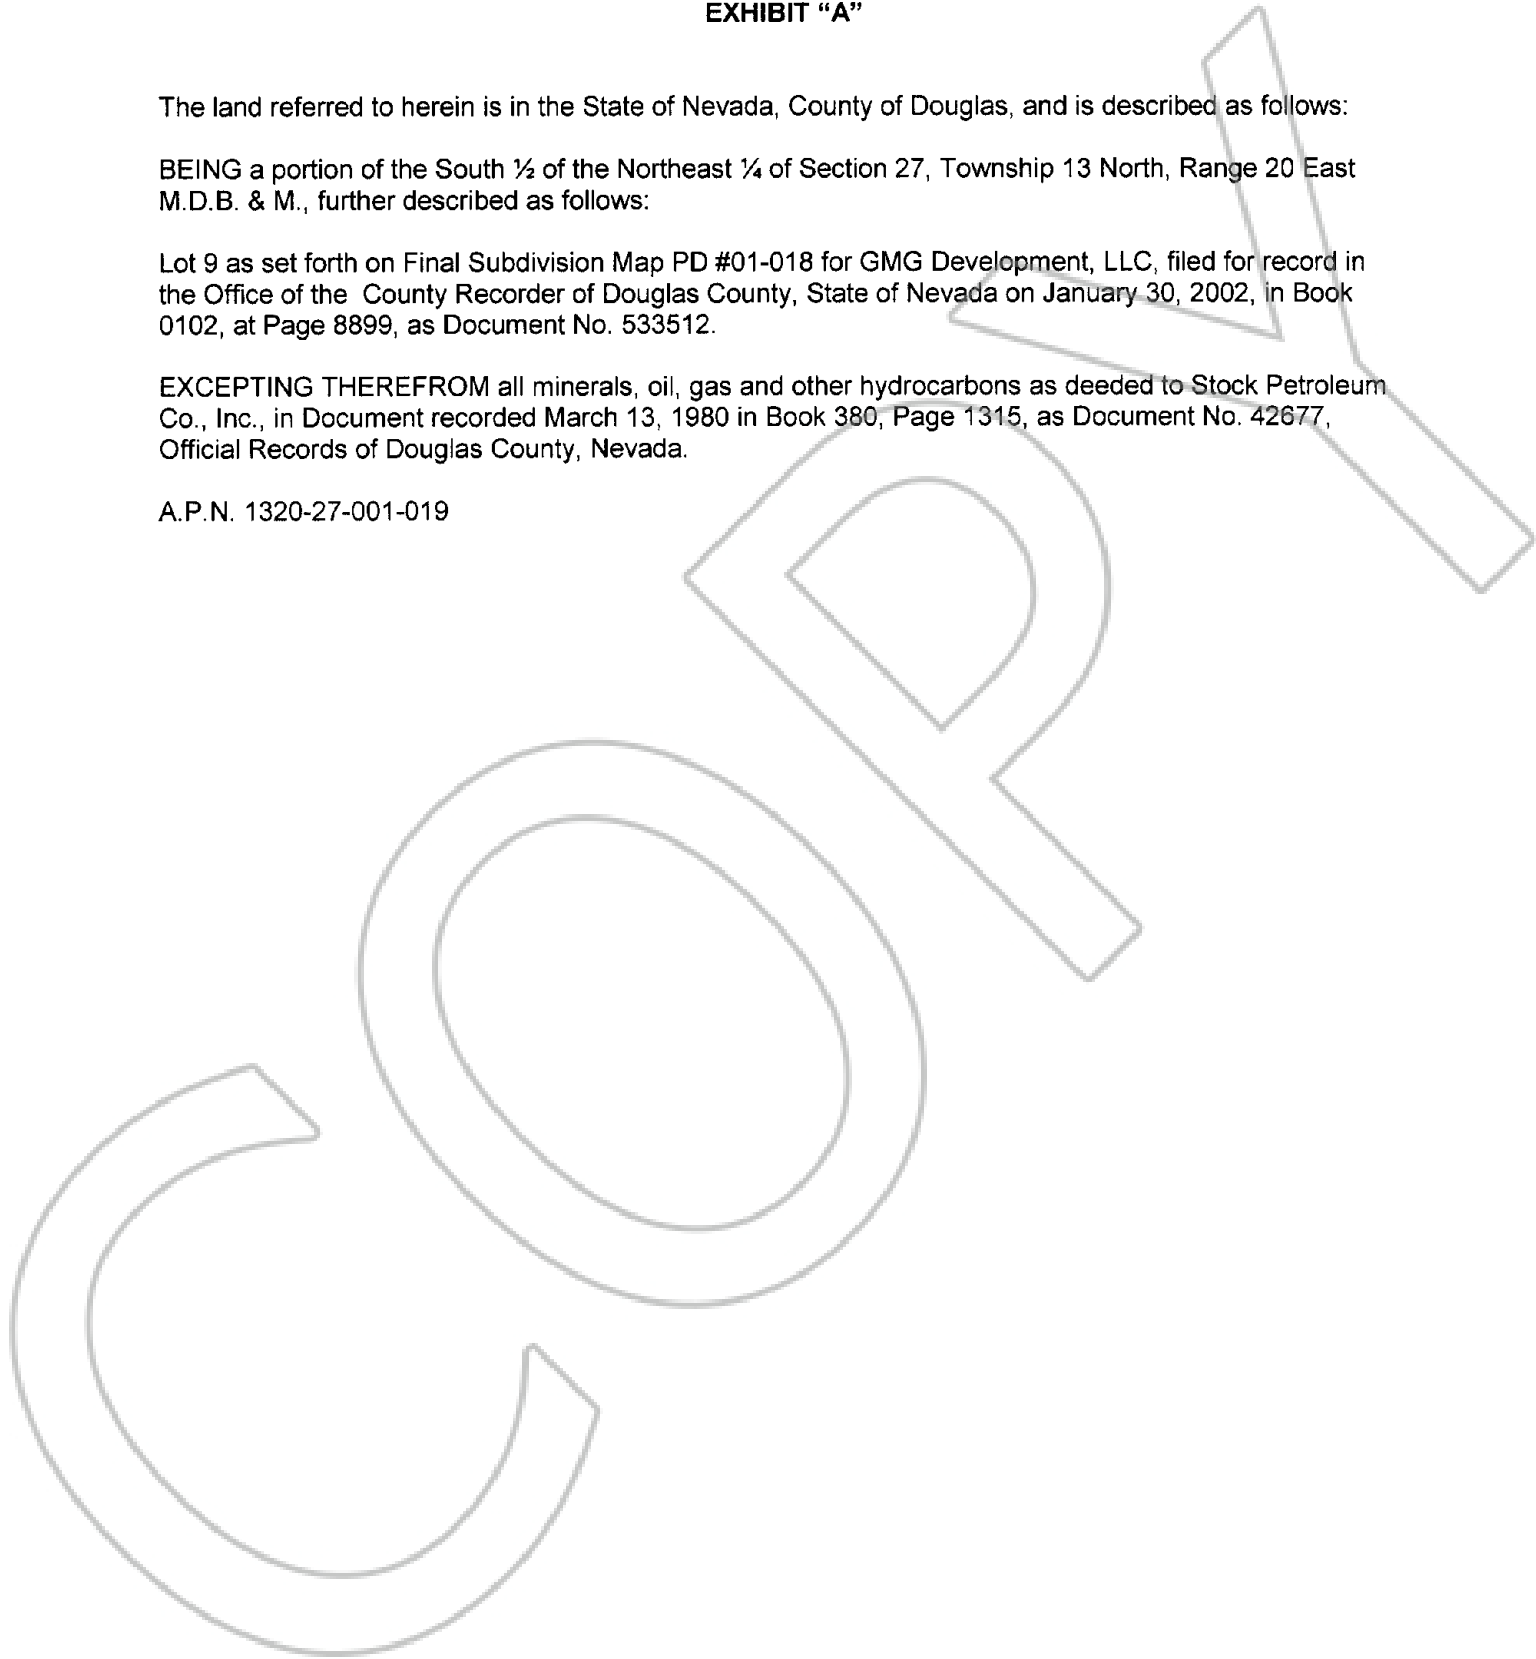 EXHIBIT “A”
The land referred to herein is in the State of Nevada, County of Douglas, and is described as follows:
BEING a portion of the South ½ of the Northeast ¼ of Section 27, Township 13 North, Range 20 East
M.D.B. & M., further described as follows:
Lot 9 as set forth on Final Subdivision Map PD #01-018 for GMG Development, LLC, filed for record in
the Office of the County Recorder of Douglas County, State of Nevada on January 30, 2002, in Book
0102, at Page 8899, as Document No. 533512.
EXCEPTING THEREFROM all minerals, oil, gas and other hydrocarbons as deeded to Stock Petroleum
Co., Inc., in Document recorded March 13, 1980 in Book 380, Page 1315, as Document No. 42677,
Official Records of Douglas County, Nevada.
A.P.N. 1320-27-001-019
COPY